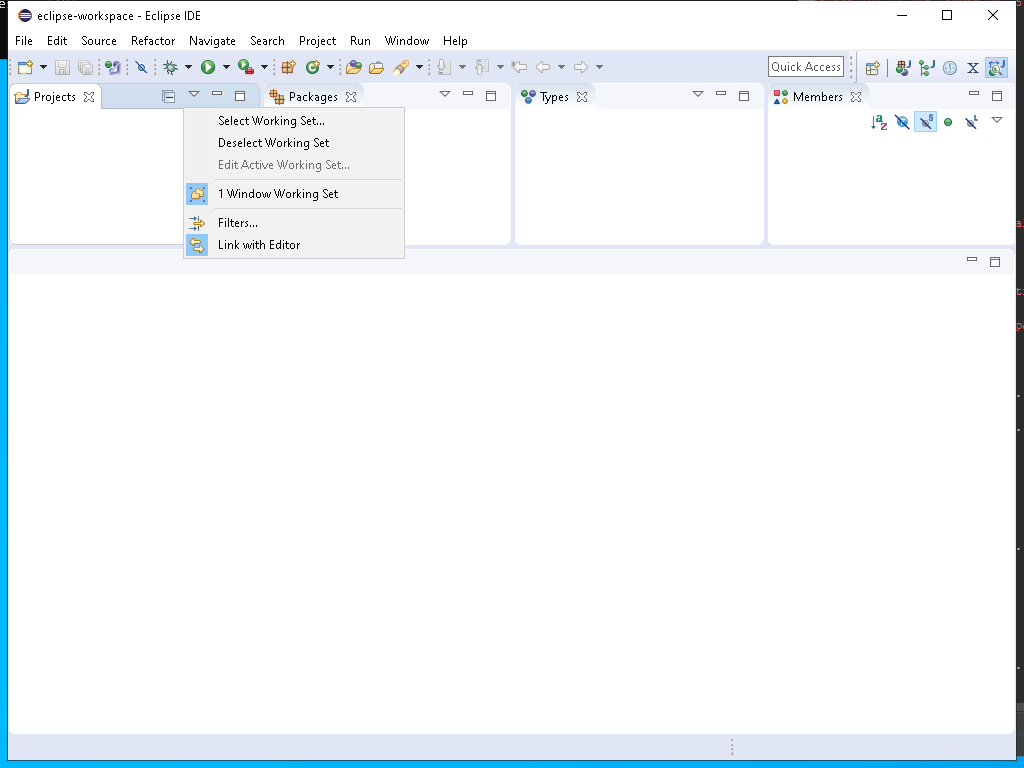 eclipse-workspace - Eclipse IDE
File Edit Source Refactor Navigate Search Project Run Window Help
Quick Access
Projects Packages Types Members
Select Working Set...
Deselect Working Set
Edit Active Working Set...
1 Window Working Set
Filters...
Link with Editor